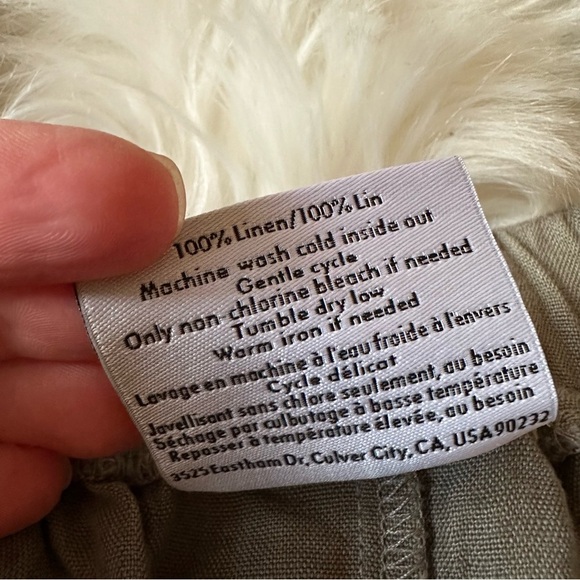 100% Linen/100% Lin
Machine wash cold inside out
Gentle cycle
Only non-chlorine bleach if needed
Tumble dry low
Warm iron if needed
Lavage en machine à l'eau froide à l'envers
Cycle délicat
Javellisant sans chlore seulement, au besoin
Séchage par culbutage à basse température
Repasser à température élevée, au besoin
3525 Eastham Dr, Culver City, CA, USA 90232